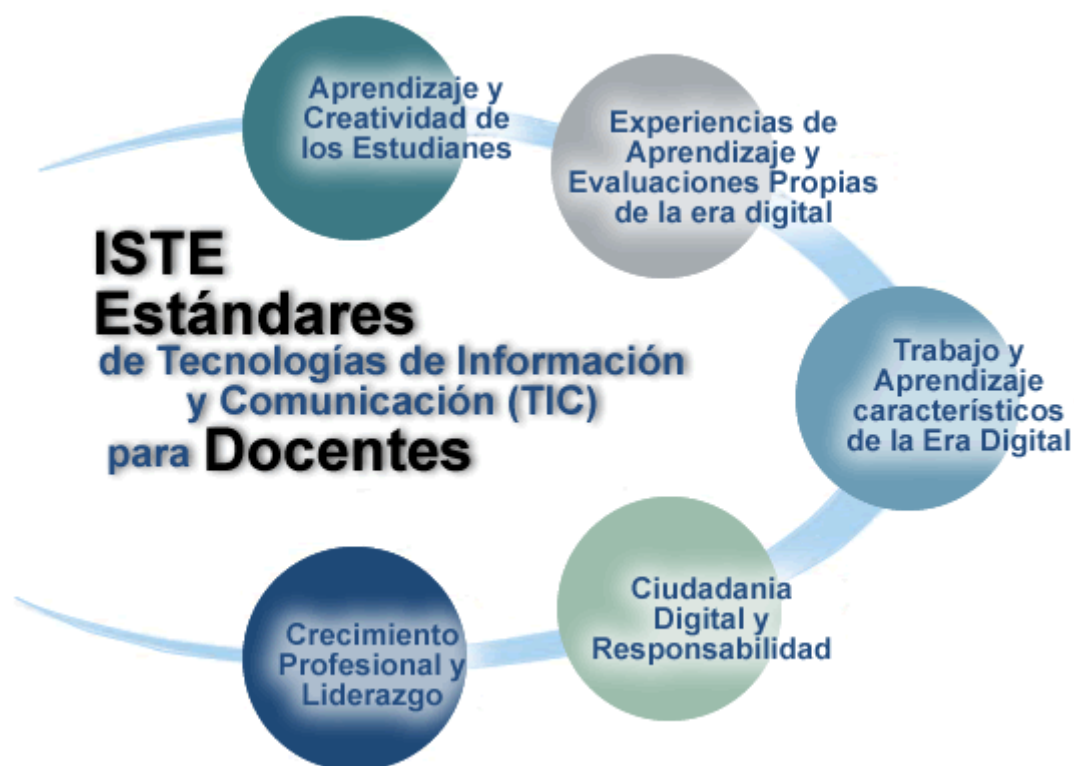 Aprendizaje y
Creatividad de
los Estudianes
Experiencias de
Aprendizaje y
Evaluaciones Propias
de la era digital
ISTE
Estándares
de Tecnologías de Información
y Comunicación (TIC)
para Docentes
Trabajo y
Aprendizaje
característicos
de la Era Digital
Ciudadania
Digital y
Responsabilidad
Crecimiento
Profesional y
Liderazgo